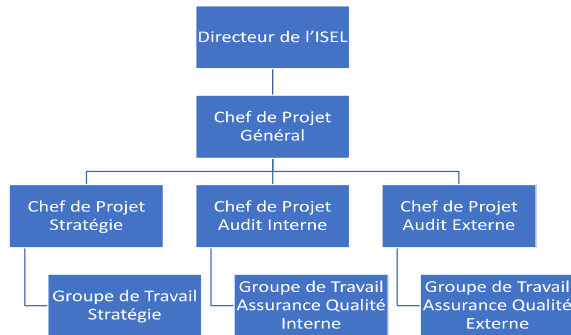 Directeur de l'ISEL
Chef de Projet
Général
Chef de Projet
Stratégie
Chef de Projet
Audit Interne
Chef de Projet
Audit Externe
Groupe de Travail
Stratégie
Groupe de Travail
Assurance Qualité
Interne
Groupe de Travail
Assurance Qualité
Externe